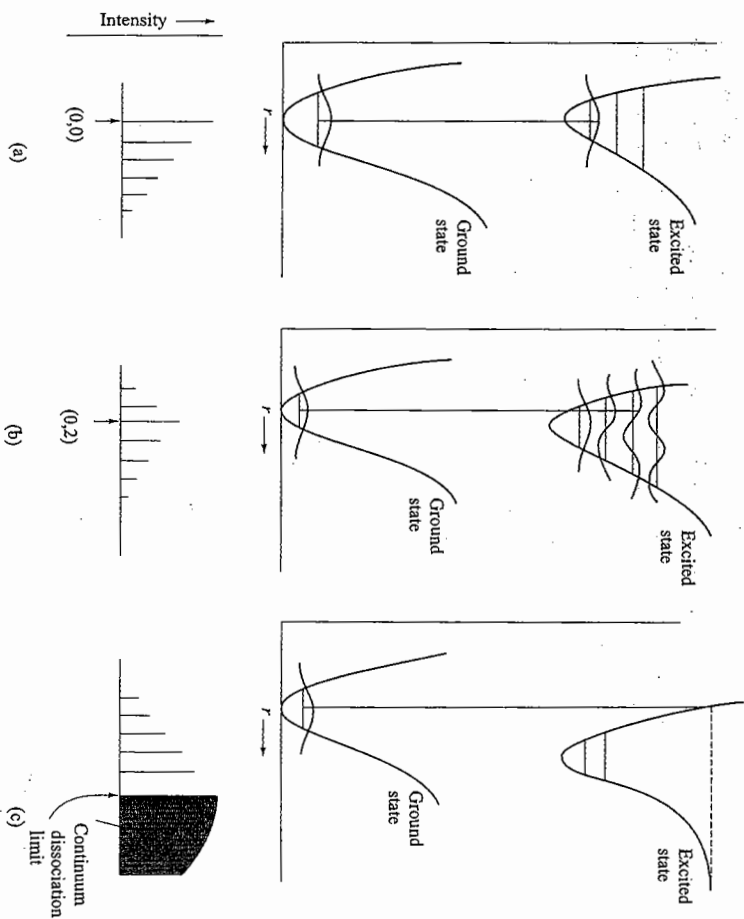 Intensity
(0,0)
(a)
r
Ground
state
Excited
state
(0,2)
(b)
r
Ground
state
Excited
state
Continuum
dissociation
limit
(c)
r
Ground
state
Excited
state